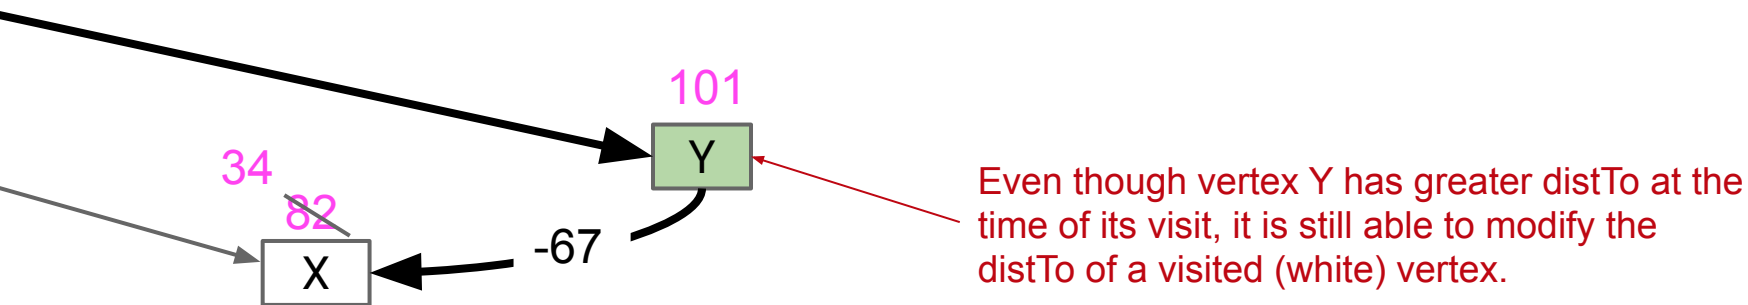 101
Y
34
82
X
-67
Even though vertex Y has greater distTo at the
time of its visit, it is still able to modify the
distTo of a visited (white) vertex.